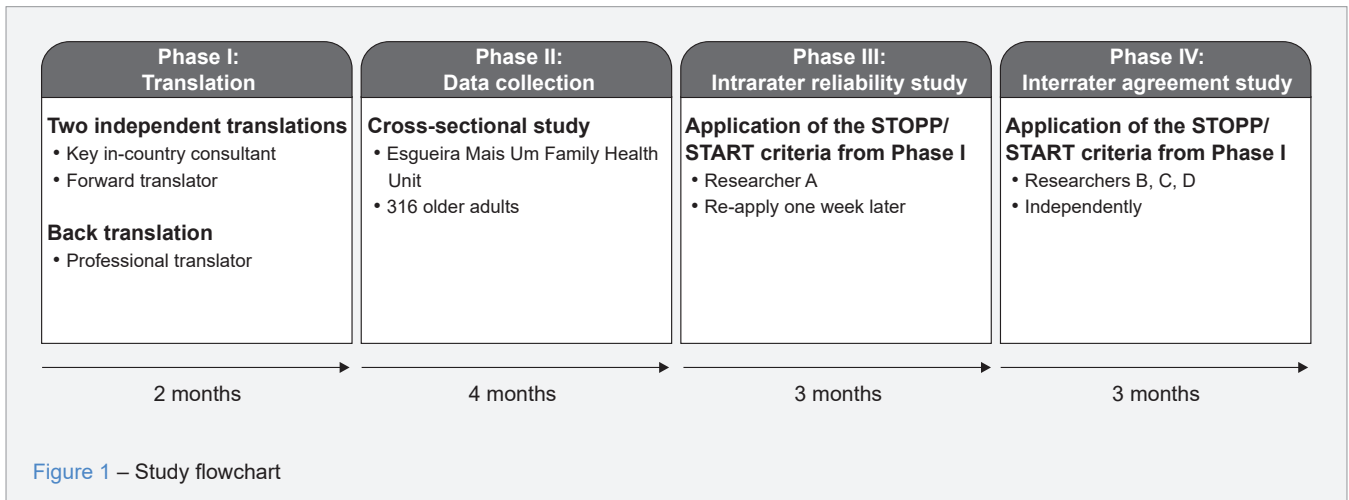 Phase I:
Translation
Two independent translations
• Key in-country consultant
• Forward translator
Back translation
• Professional translator
2 months
Phase II:
Data collection
Cross-sectional study
• Esgueira Mais Um Family Health
Unit
• 316 older adults
4 months
Phase III:
Intrarater reliability study
Application of the STOPP/
START criteria from Phase I
• Researcher A
• Re-apply one week later
3 months
Phase IV:
Interrater agreement study
Application of the STOPP/
START criteria from Phase I
• Researchers B, C, D
• Independently
3 months
Figure 1 – Study flowchart